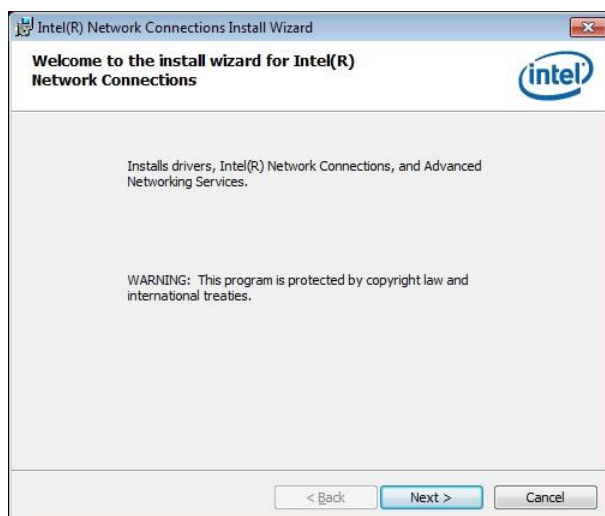 Intel(R) Network Connections Install Wizard
Welcome to the install wizard for Intel(R)
Network Connections
intel
Installs drivers, Intel(R) Network Connections, and Advanced
Networking Services.
WARNING: This program is protected by copyright law and
international treaties.
< Back Next > Cancel